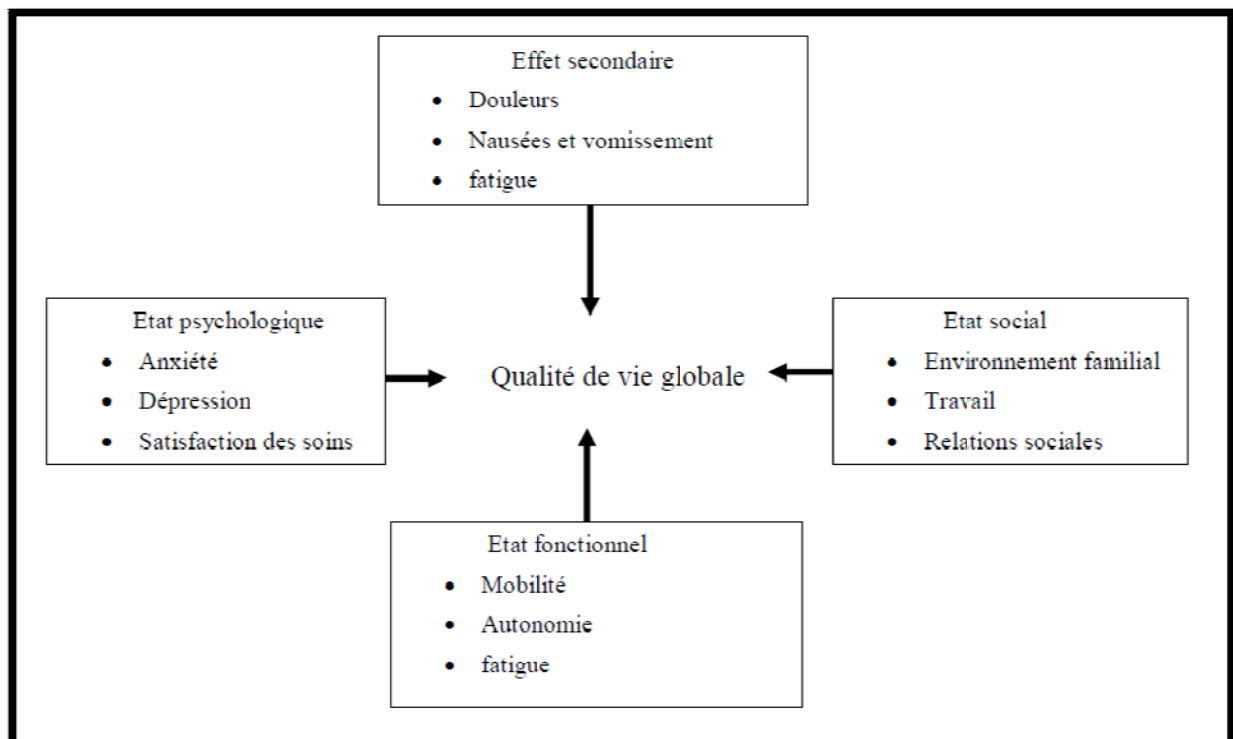 Effet secondaire
• Douleurs
• Nausées et vomissement
• fatigue
Etat psychologique
• Anxiété
• Dépression
• Satisfaction des soins
Qualité de vie globale
Etat social
• Environnement familial
• Travail
• Relations sociales
Etat fonctionnel
• Mobilité
• Autonomie
• fatigue